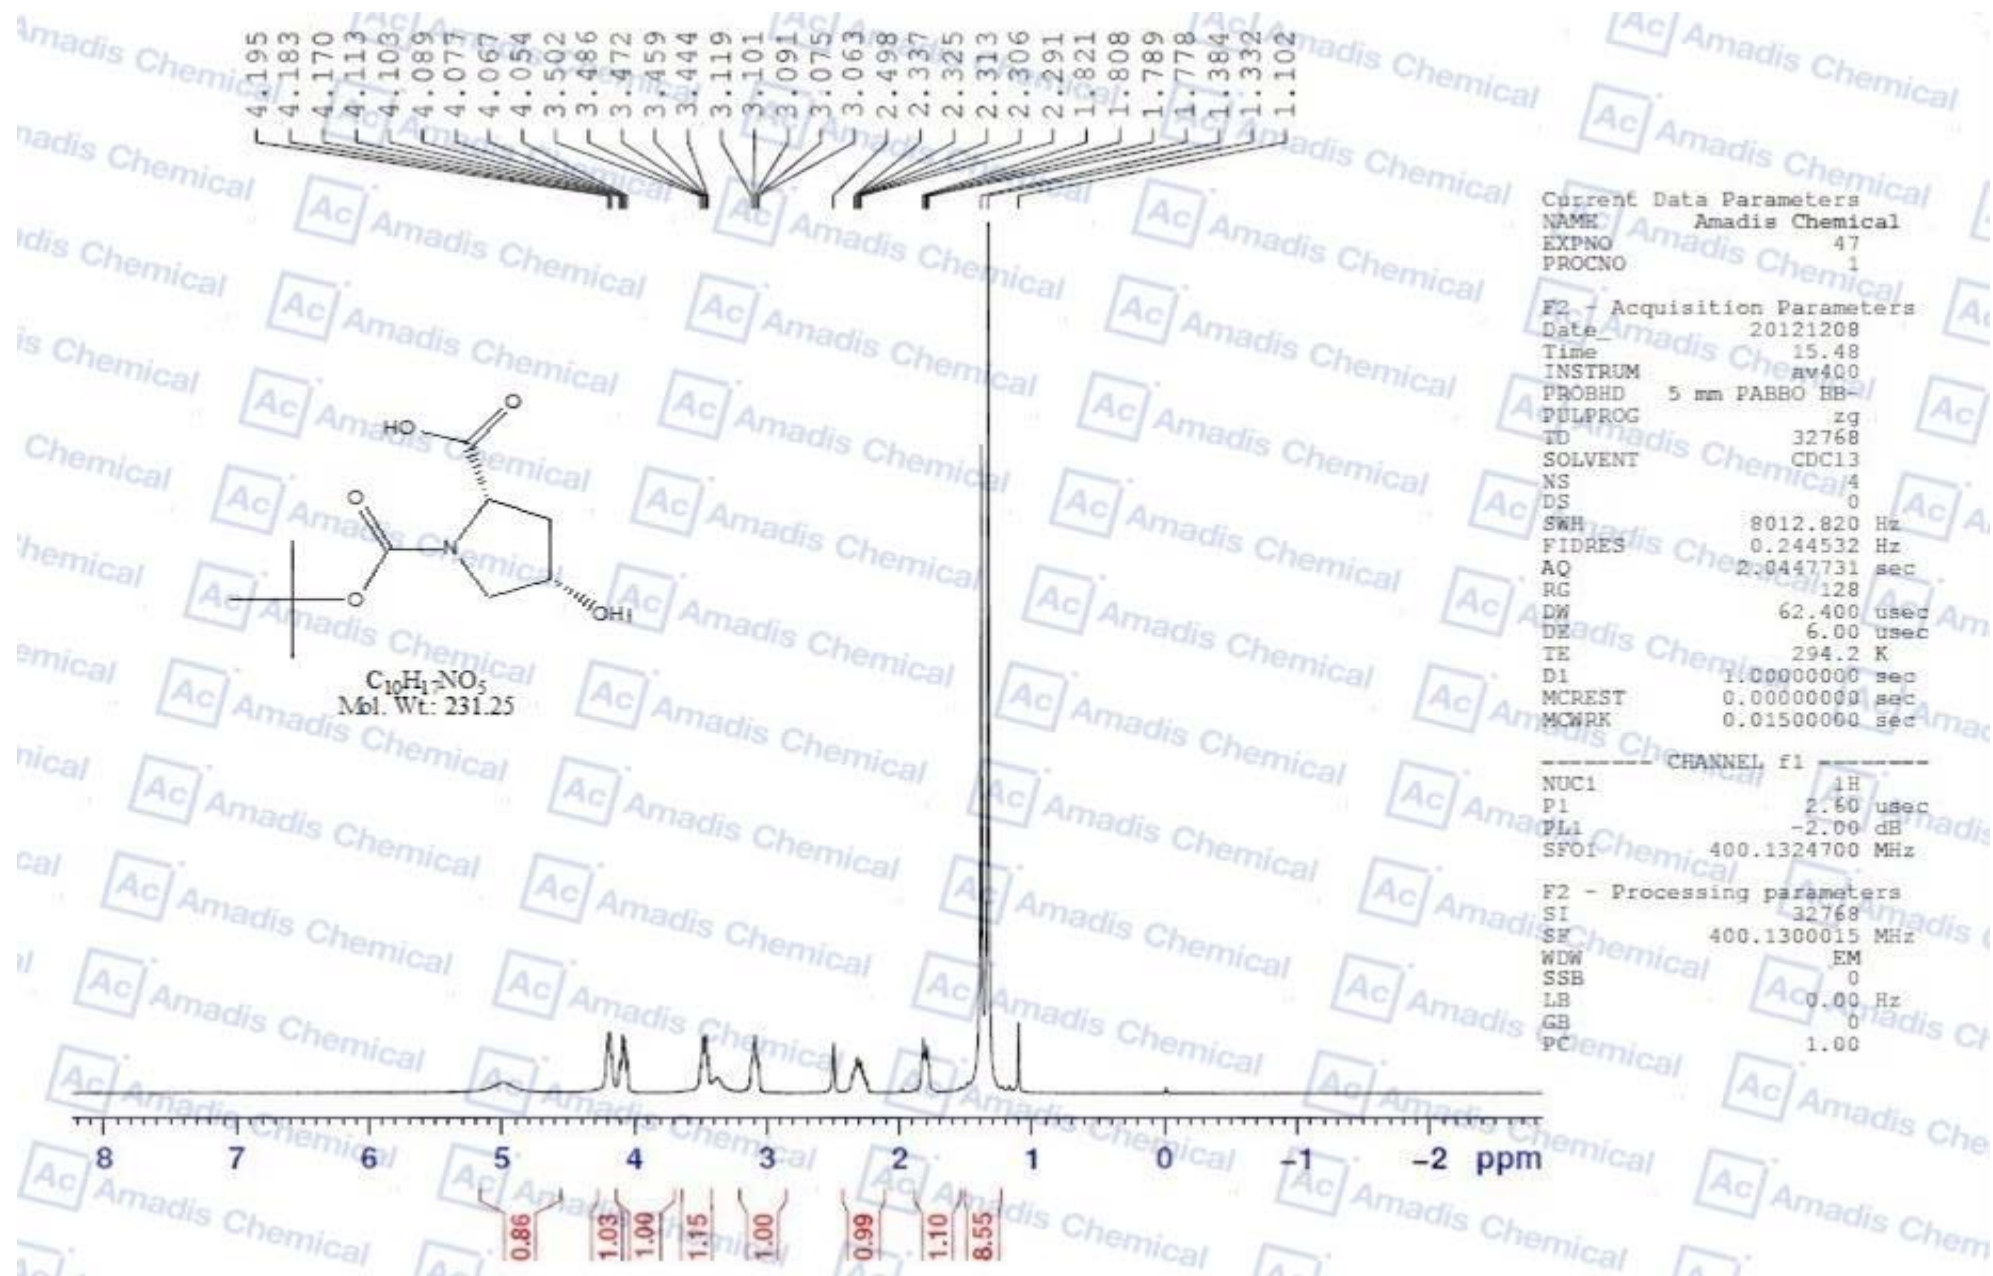 4.195
4.183
4.170
4.113
4.103
4.089
4.077
4.067
4.054
3.502
3.486
3.472
3.459
3.444
3.119
3.101
3.091
3.075
3.063
2.498
2.337
2.325
2.313
2.306
2.291
1.821
1.808
1.789
1.778
1.384
1.332
1.102
Current Data Parameters
NAME Amadis Chemical
EXPNO 47
PROCNO 1
F2 - Acquisition Parameters
Date_ 20121208
Time 15.48
INSTRUM av400
PROBHD 5 mm PABBO BB-
PULPROG zg
TD 32768
SOLVENT CDCl3
NS 4
DS 0
SWH 8012.820 Hz
FIDRES 0.244532 Hz
AQ 2.0447731 sec
RG 128
DW 62.400 usec
DE 6.00 usec
TE 294.2 K
D1 1.00000000 sec
MCREST 0.00000000 sec
MCWRK 0.01500000 sec
-------- CHANNEL f1 --------
NUC1 1H
P1 2.60 usec
PL1 -2.00 dB
SFO1 400.1324700 MHz
F2 - Processing parameters
SI 32768
SF 400.1300015 MHz
WDW EM
SSB 0
LB 0.00 Hz
GB 0
PC 1.00
HO
O
O
N
O
OH
C10H17NO5
Mol. Wt.: 231.25
8 7 6 5 4 3 2 1 0 -1 -2 ppm
0.86
1.03
1.00
1.15
1.00
0.99
1.10
8.55
Ac Amadis Chemical